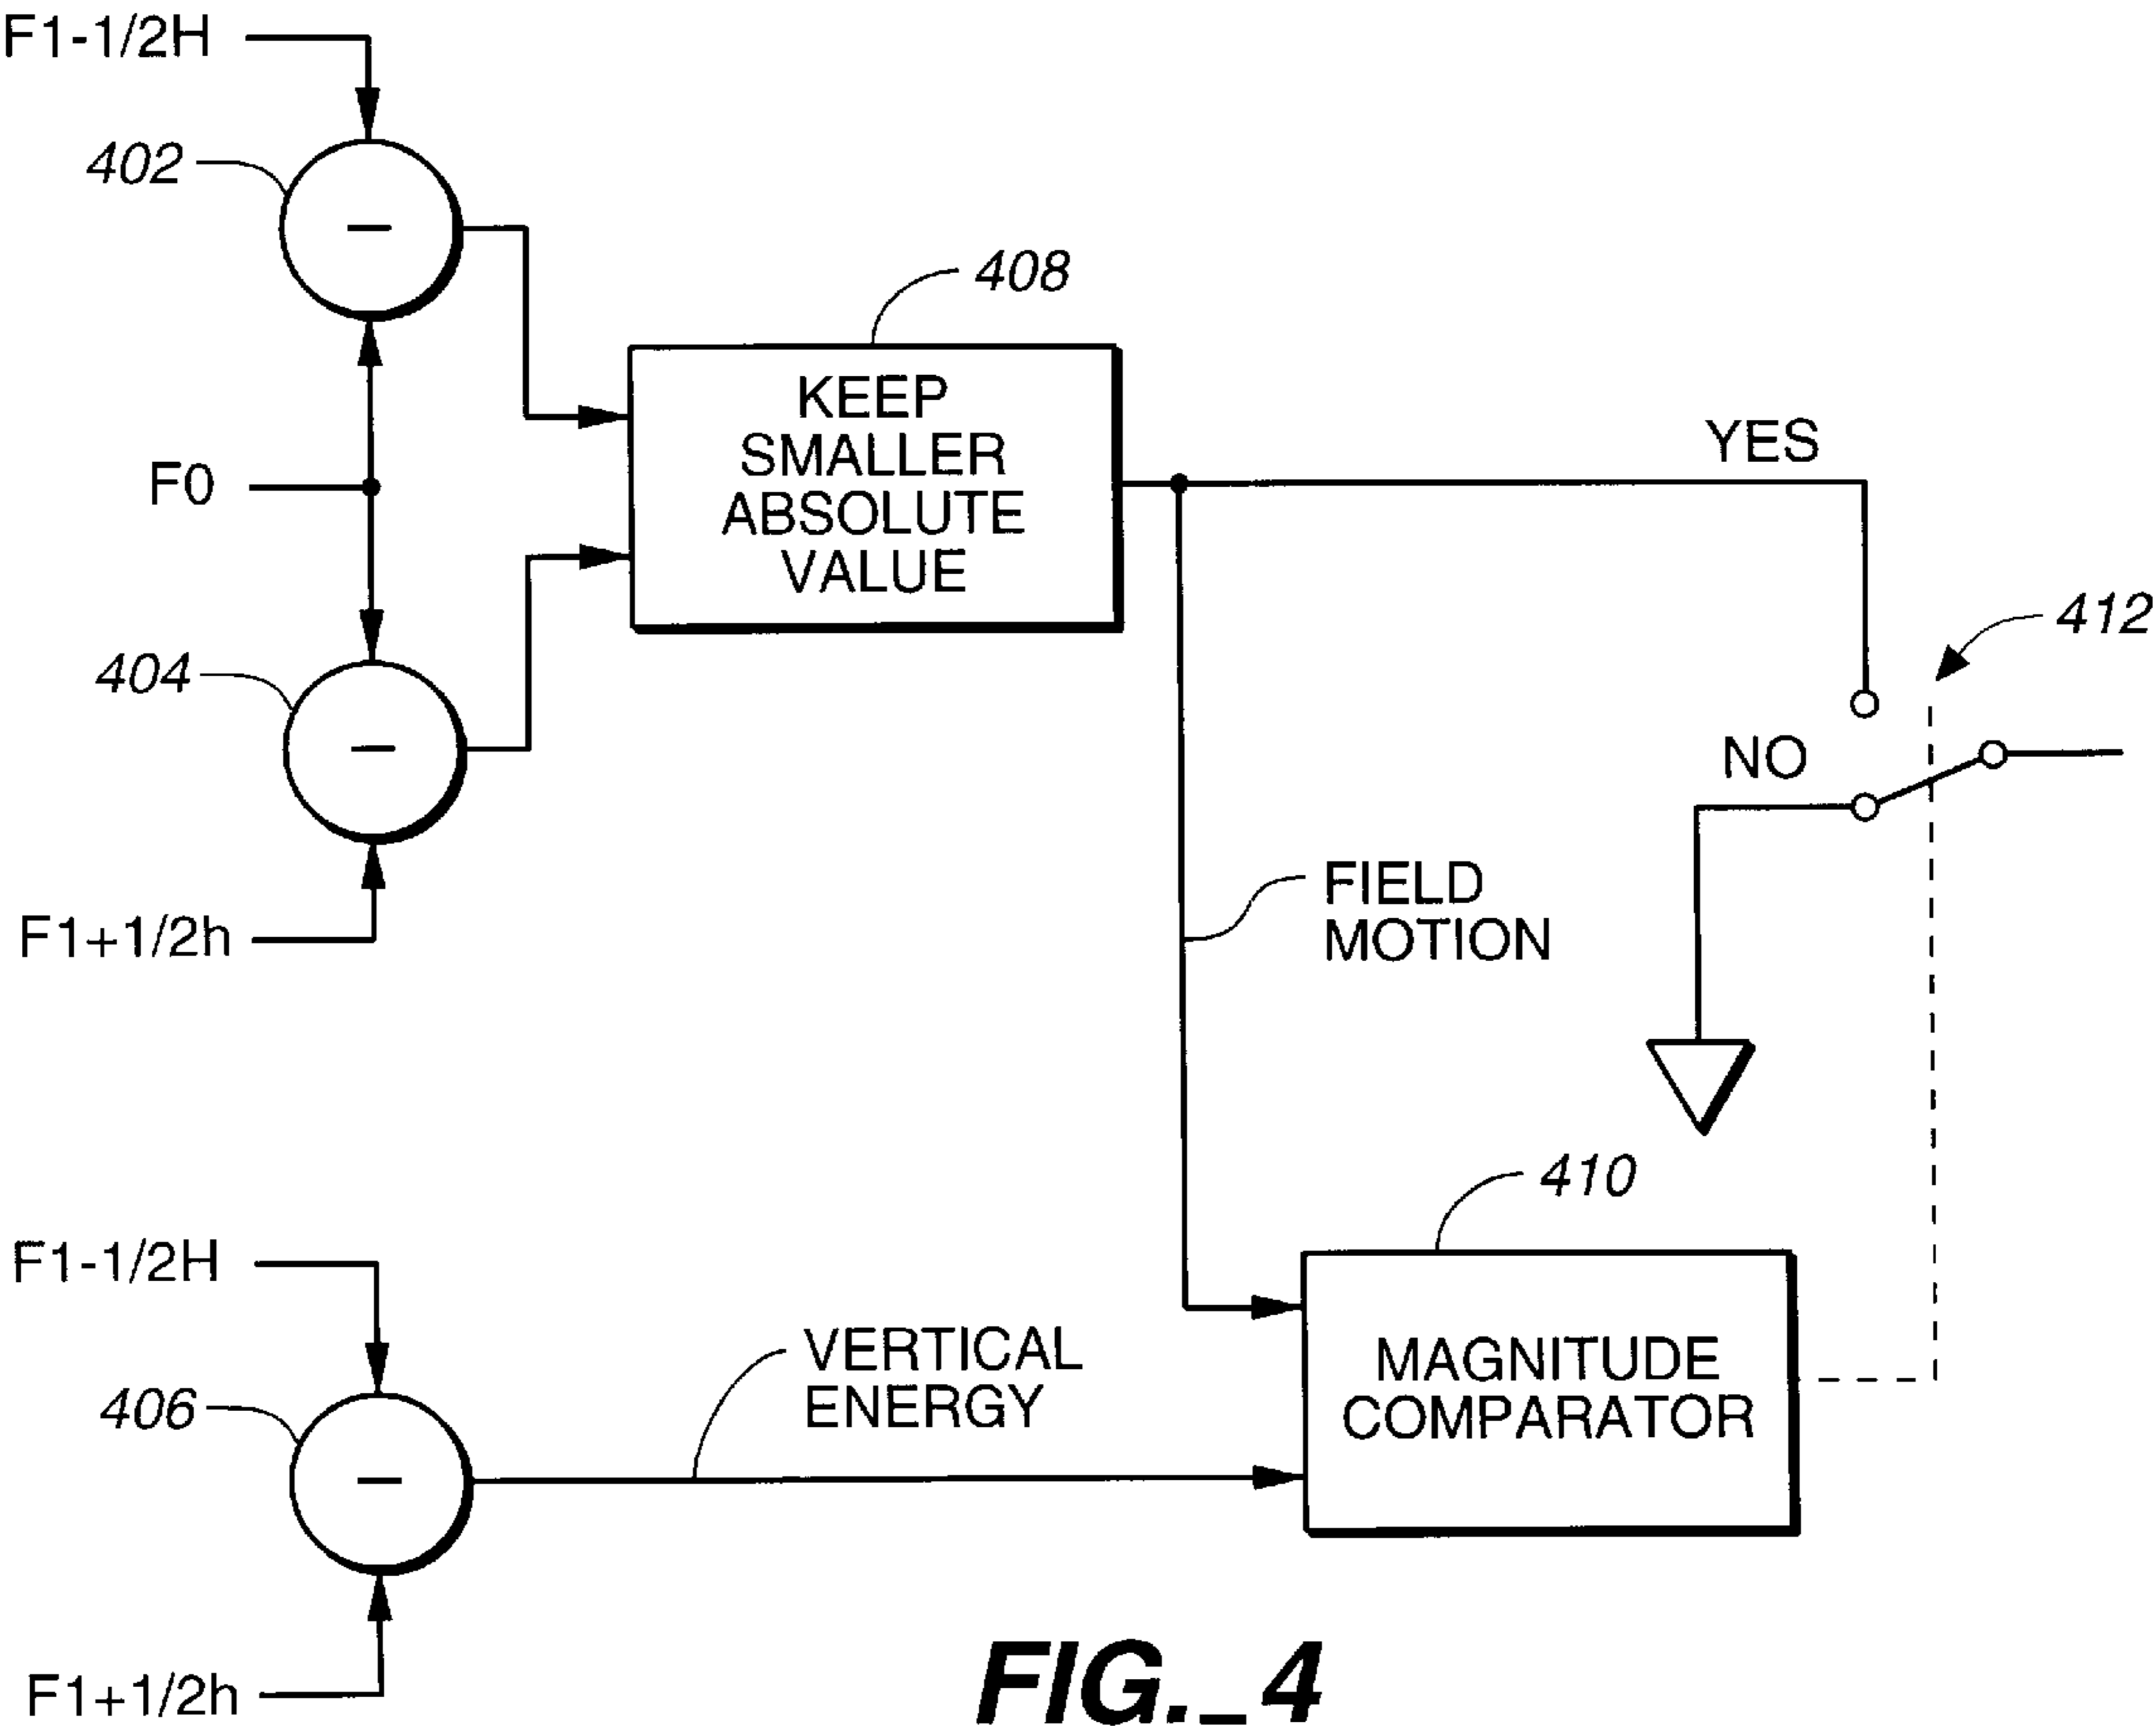 F1-1/2H
402
−
408
KEEP
SMALLER
ABSOLUTE
VALUE
YES
F0
412
404
−
NO
F1+1/2h
FIELD
MOTION
410
F1-1/2H
VERTICAL
ENERGY
MAGNITUDE
COMPARATOR
406
−
F1+1/2h
FIG._4